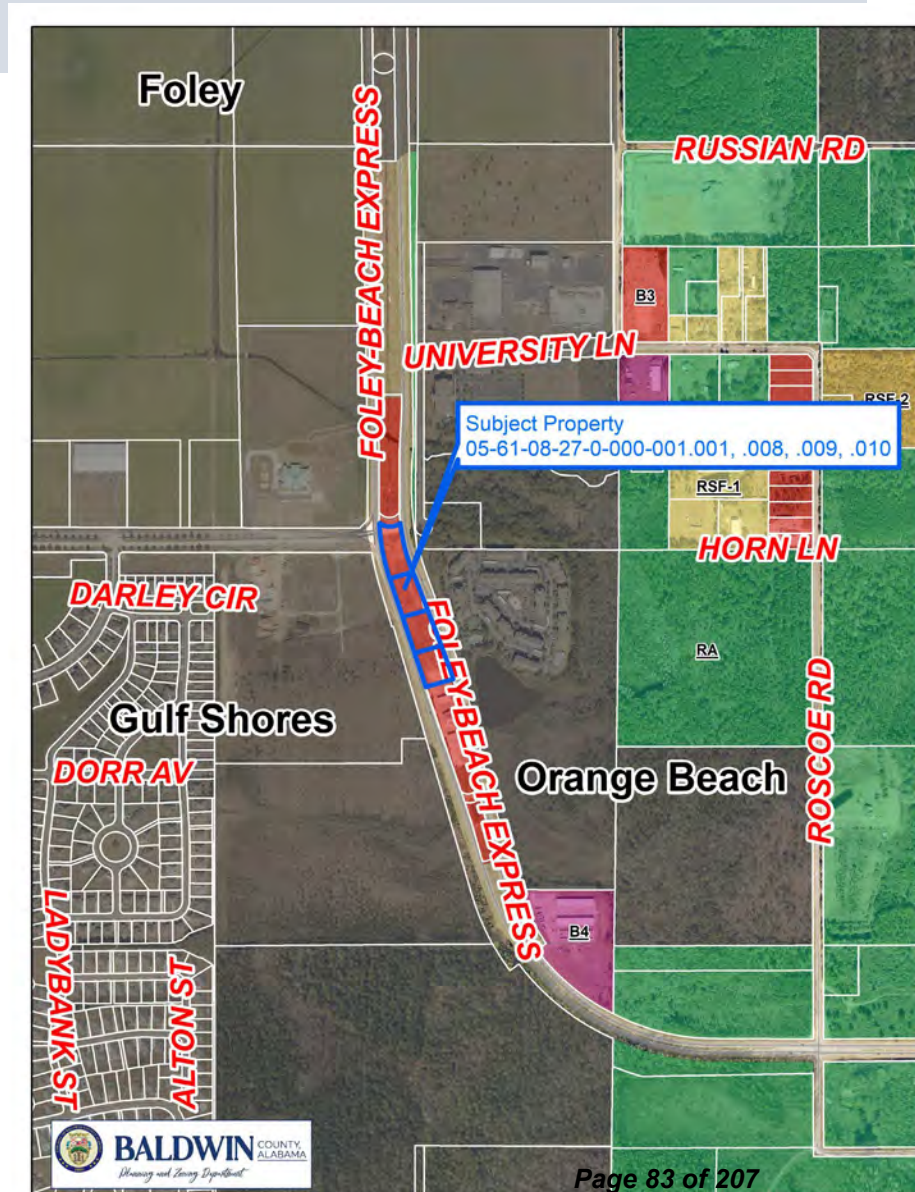 Foley
FOLEY-BEACH EXPRESS
RUSSIAN RD
B3
UNIVERSITY LN
RSF-2
Subject Property
05-61-08-27-0-000-001.001, .008, .009, .010
RSF-1
HORN LN
DARLEY CIR
FOLEY-BEACH EXPRESS
RA
Gulf Shores
ROSCOE RD
DORR AV
Orange Beach
LADYBANK ST
ALTON ST
B4
BALDWIN COUNTY, ALABAMA
Planning and Zoning Department
Page 83 of 207